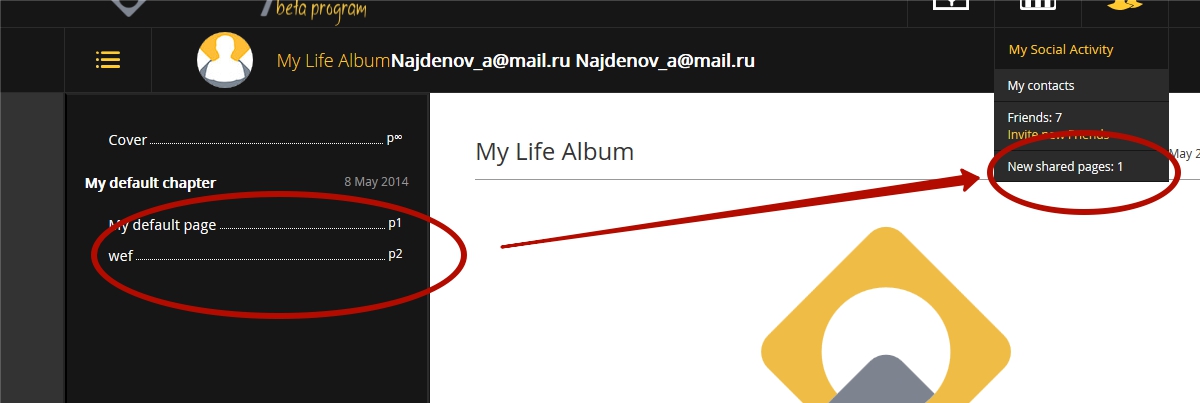 beta program
My Life AlbumNajdenov_a@mail.ru Najdenov_a@mail.ru
My Social Activity
My contacts
Friends: 7
Invite new Friends
New shared pages: 1
Cover p∞
My default chapter 8 May 2014
My default page p1
wef p2
My Life Album
May 2